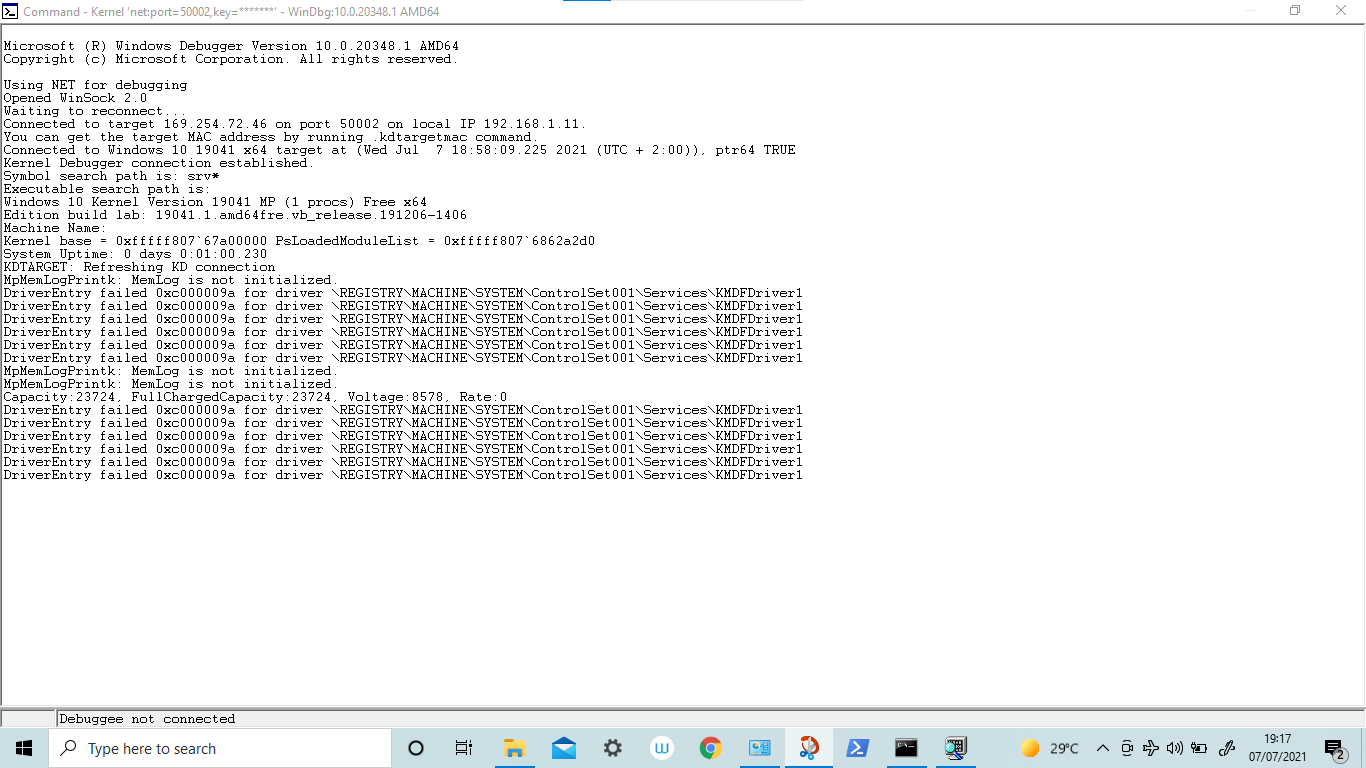 Command - Kernel 'net:port=50002,key=*******' - WinDbg:10.0.20348.1 AMD64
Microsoft (R) Windows Debugger Version 10.0.20348.1 AMD64
Copyright (c) Microsoft Corporation. All rights reserved.
Using NET for debugging
Opened WinSock 2.0
Waiting to reconnect...
Connected to target 169.254.72.46 on port 50002 on local IP 192.168.1.11.
You can get the target MAC address by running .kdtargetmac command.
Connected to Windows 10 19041 x64 target at (Wed Jul  7 18:58:09.225 2021 (UTC + 2:00)), ptr64 TRUE
Kernel Debugger connection established.
Symbol search path is: srv*
Executable search path is:
Windows 10 Kernel Version 19041 MP (1 procs) Free x64
Edition build lab: 19041.1.amd64fre.vb_release.191206-1406
Machine Name:
Kernel base = 0xfffff807`67a00000 PsLoadedModuleList = 0xfffff807`6862a2d0
System Uptime: 0 days 0:01:00.230
KDTARGET: Refreshing KD connection
MpMemLogPrintk: MemLog is not initialized.
DriverEntry failed 0xc000009a for driver \REGISTRY\MACHINE\SYSTEM\ControlSet001\Services\KMDFDriver1
DriverEntry failed 0xc000009a for driver \REGISTRY\MACHINE\SYSTEM\ControlSet001\Services\KMDFDriver1
DriverEntry failed 0xc000009a for driver \REGISTRY\MACHINE\SYSTEM\ControlSet001\Services\KMDFDriver1
DriverEntry failed 0xc000009a for driver \REGISTRY\MACHINE\SYSTEM\ControlSet001\Services\KMDFDriver1
DriverEntry failed 0xc000009a for driver \REGISTRY\MACHINE\SYSTEM\ControlSet001\Services\KMDFDriver1
DriverEntry failed 0xc000009a for driver \REGISTRY\MACHINE\SYSTEM\ControlSet001\Services\KMDFDriver1
MpMemLogPrintk: MemLog is not initialized.
MpMemLogPrintk: MemLog is not initialized.
Capacity:23724, FullChargedCapacity:23724, Voltage:8578, Rate:0
DriverEntry failed 0xc000009a for driver \REGISTRY\MACHINE\SYSTEM\ControlSet001\Services\KMDFDriver1
DriverEntry failed 0xc000009a for driver \REGISTRY\MACHINE\SYSTEM\ControlSet001\Services\KMDFDriver1
DriverEntry failed 0xc000009a for driver \REGISTRY\MACHINE\SYSTEM\ControlSet001\Services\KMDFDriver1
DriverEntry failed 0xc000009a for driver \REGISTRY\MACHINE\SYSTEM\ControlSet001\Services\KMDFDriver1
DriverEntry failed 0xc000009a for driver \REGISTRY\MACHINE\SYSTEM\ControlSet001\Services\KMDFDriver1
DriverEntry failed 0xc000009a for driver \REGISTRY\MACHINE\SYSTEM\ControlSet001\Services\KMDFDriver1
Debuggee not connected
Type here to search
29°C
19:17
07/07/2021
2